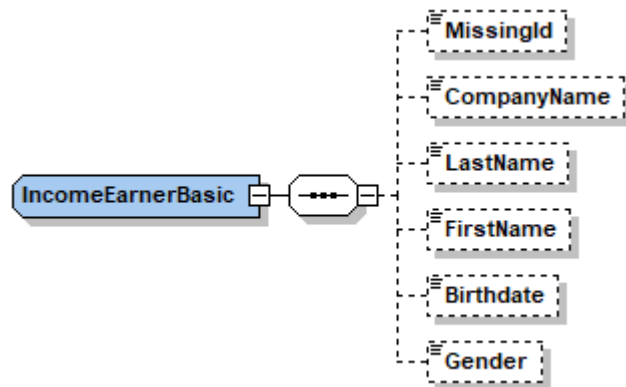 MissingId
CompanyName
LastName
IncomeEarnerBasic
FirstName
Birthdate
Gender